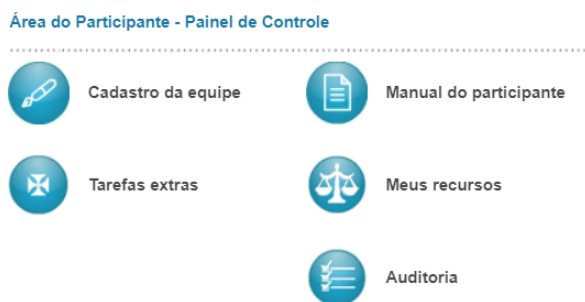 Área do Participante - Painel de Controle
Cadastro da equipe
Manual do participante
Tarefas extras
Meus recursos
Auditoria